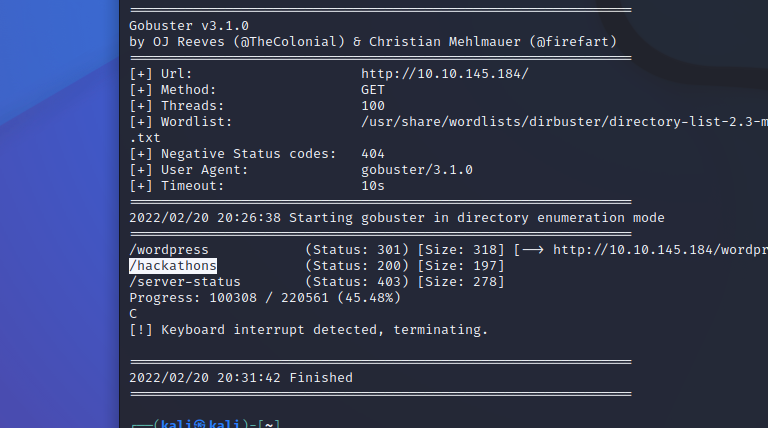 ===============================================================
Gobuster v3.1.0
by OJ Reeves (@TheColonial) & Christian Mehlmauer (@firefart)
===============================================================
[+] Url:                     http://10.10.145.184/
[+] Method:                  GET
[+] Threads:                 100
[+] Wordlist:                /usr/share/wordlists/dirbuster/directory-list-2.3-m
.txt
[+] Negative Status codes:   404
[+] User Agent:              gobuster/3.1.0
[+] Timeout:                 10s
===============================================================
2022/02/20 20:26:38 Starting gobuster in directory enumeration mode
===============================================================
/wordpress            (Status: 301) [Size: 318] [--> http://10.10.145.184/wordpr
/hackathons           (Status: 200) [Size: 197]
/server-status        (Status: 403) [Size: 278]
Progress: 100308 / 220561 (45.48%)
C
[!] Keyboard interrupt detected, terminating.
===============================================================
2022/02/20 20:31:42 Finished
===============================================================
┌──(kali㉿kali)-[~]